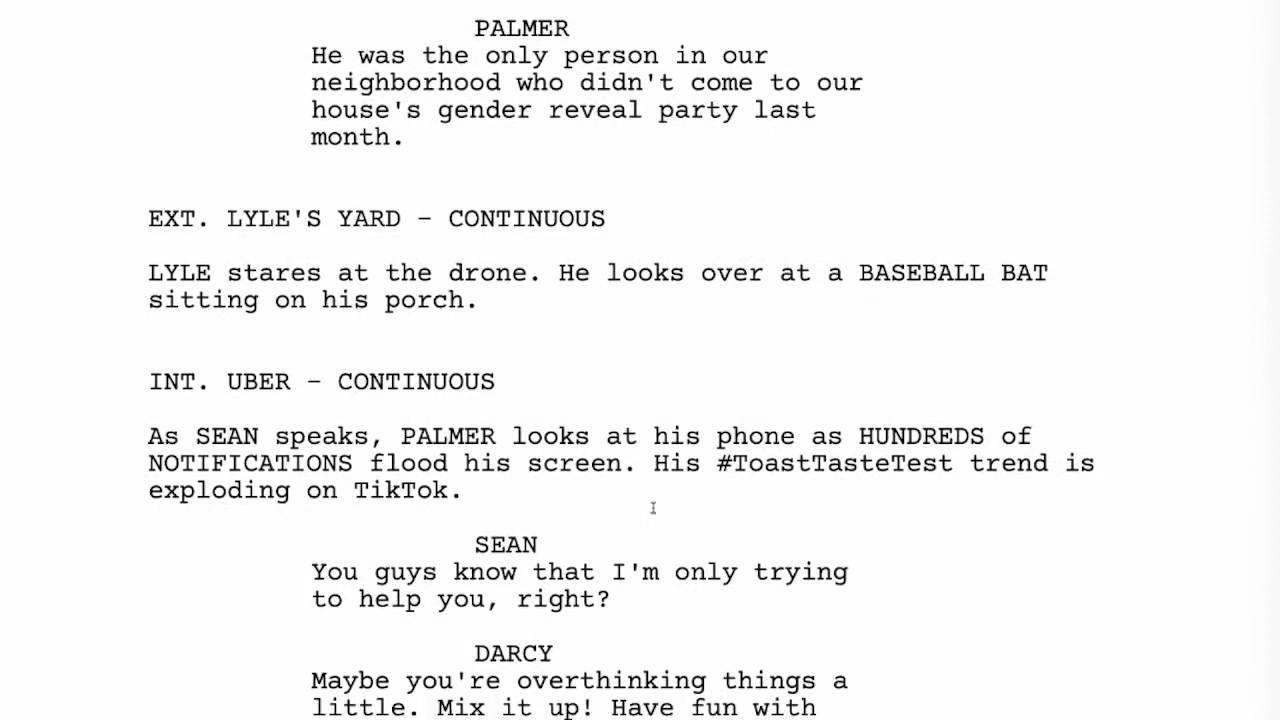 PALMER
He was the only person in our
neighborhood who didn't come to our
house's gender reveal party last
month.
EXT. LYLE'S YARD - CONTINUOUS
LYLE stares at the drone. He looks over at a BASEBALL BAT
sitting on his porch.
INT. UBER - CONTINUOUS
As SEAN speaks, PALMER looks at his phone as HUNDREDS of
NOTIFICATIONS flood his screen. His #ToastTasteTest trend is
exploding on TikTok.
SEAN
You guys know that I'm only trying
to help you, right?
DARCY
Maybe you're overthinking things a
little. Mix it up! Have fun with